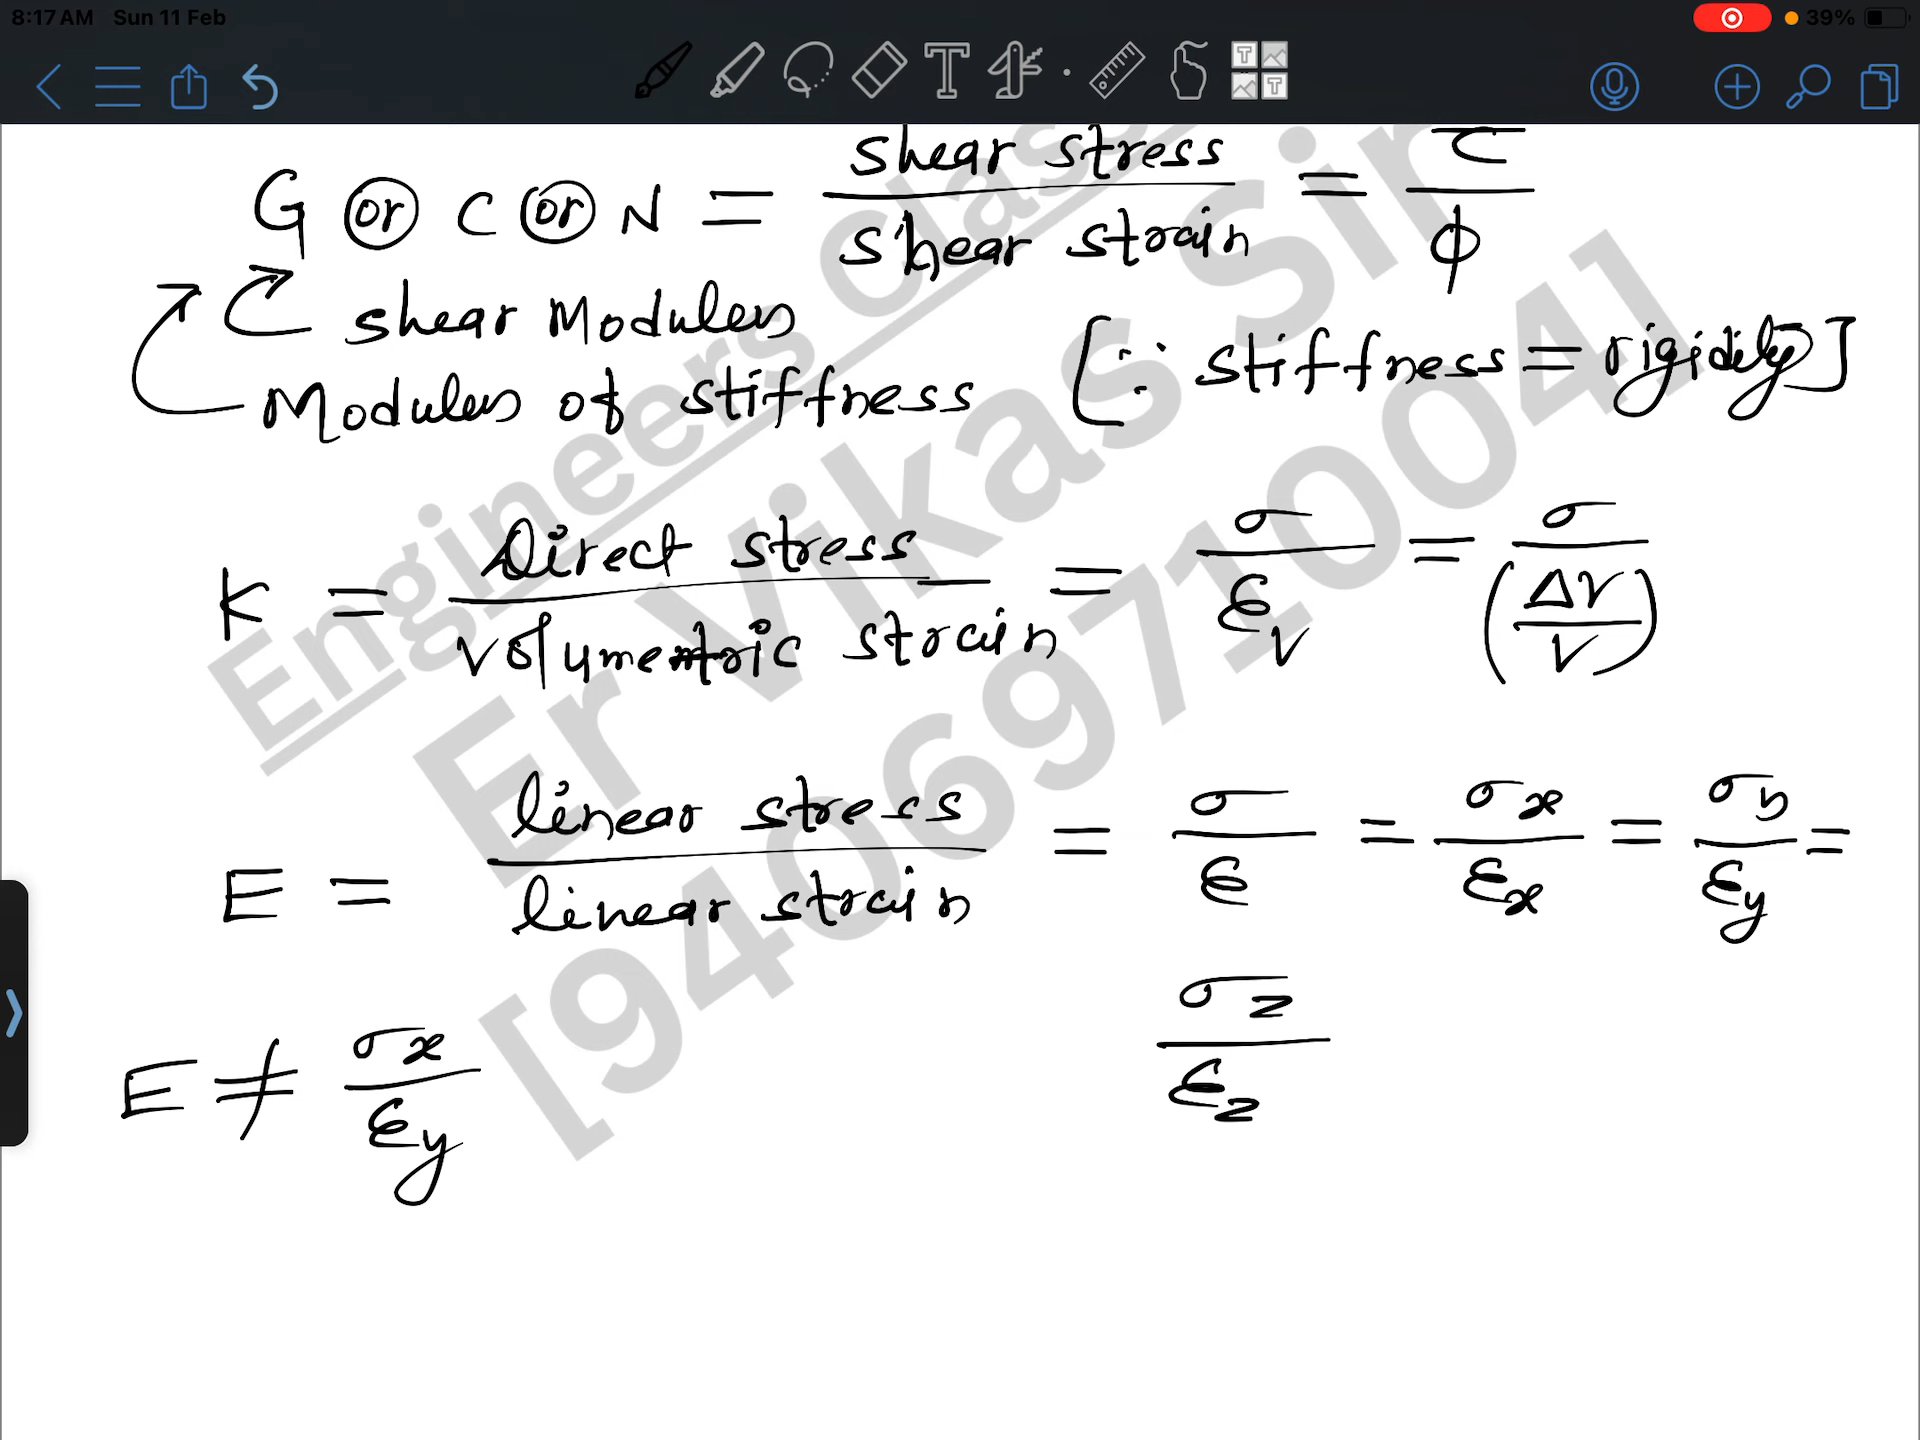 8:17 AM Sun 11 Feb
39%
G or C or N = shear stress / shear strain = τ / φ
shear Modulus
Modulus of stiffness [∵ stiffness = rigidity]
K = Direct stress / volumentric strain = σ / ε_v = σ / (ΔV / V)
E = linear stress / linear strain = σ / ε = σx / εx = σy / εy =
σz / εz
E ≠ σx / εy
Engineers Class
Er Vikas Sir
[9406971004]